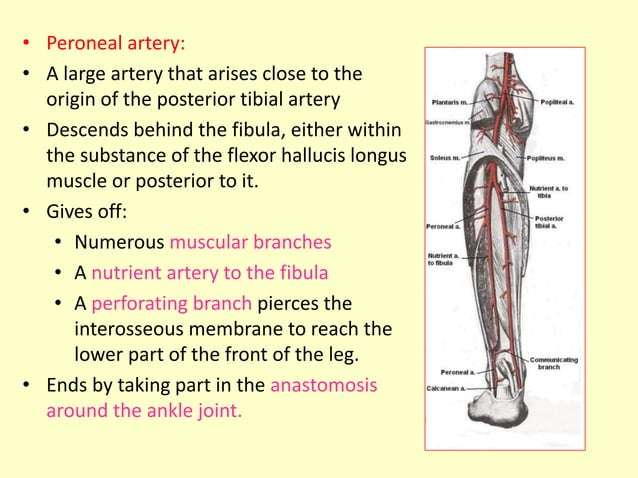 • Peroneal artery:
• A large artery that arises close to the
origin of the posterior tibial artery
• Descends behind the fibula, either within
the substance of the flexor hallucis longus
muscle or posterior to it.
• Gives off:
• Numerous muscular branches
• A nutrient artery to the fibula
• A perforating branch pierces the
interosseous membrane to reach the
lower part of the front of the leg.
• Ends by taking part in the anastomosis
around the ankle joint.
Plantaris m.
Popliteal a.
Gastrocnemius m.
Soleus m.
Popliteus m.
Nutrient a. to
tibia
Peroneal a.
Posterior
tibial a.
Nutrient a.
to fibula
Communicating
branch
Peroneal a.
Calcanean a.